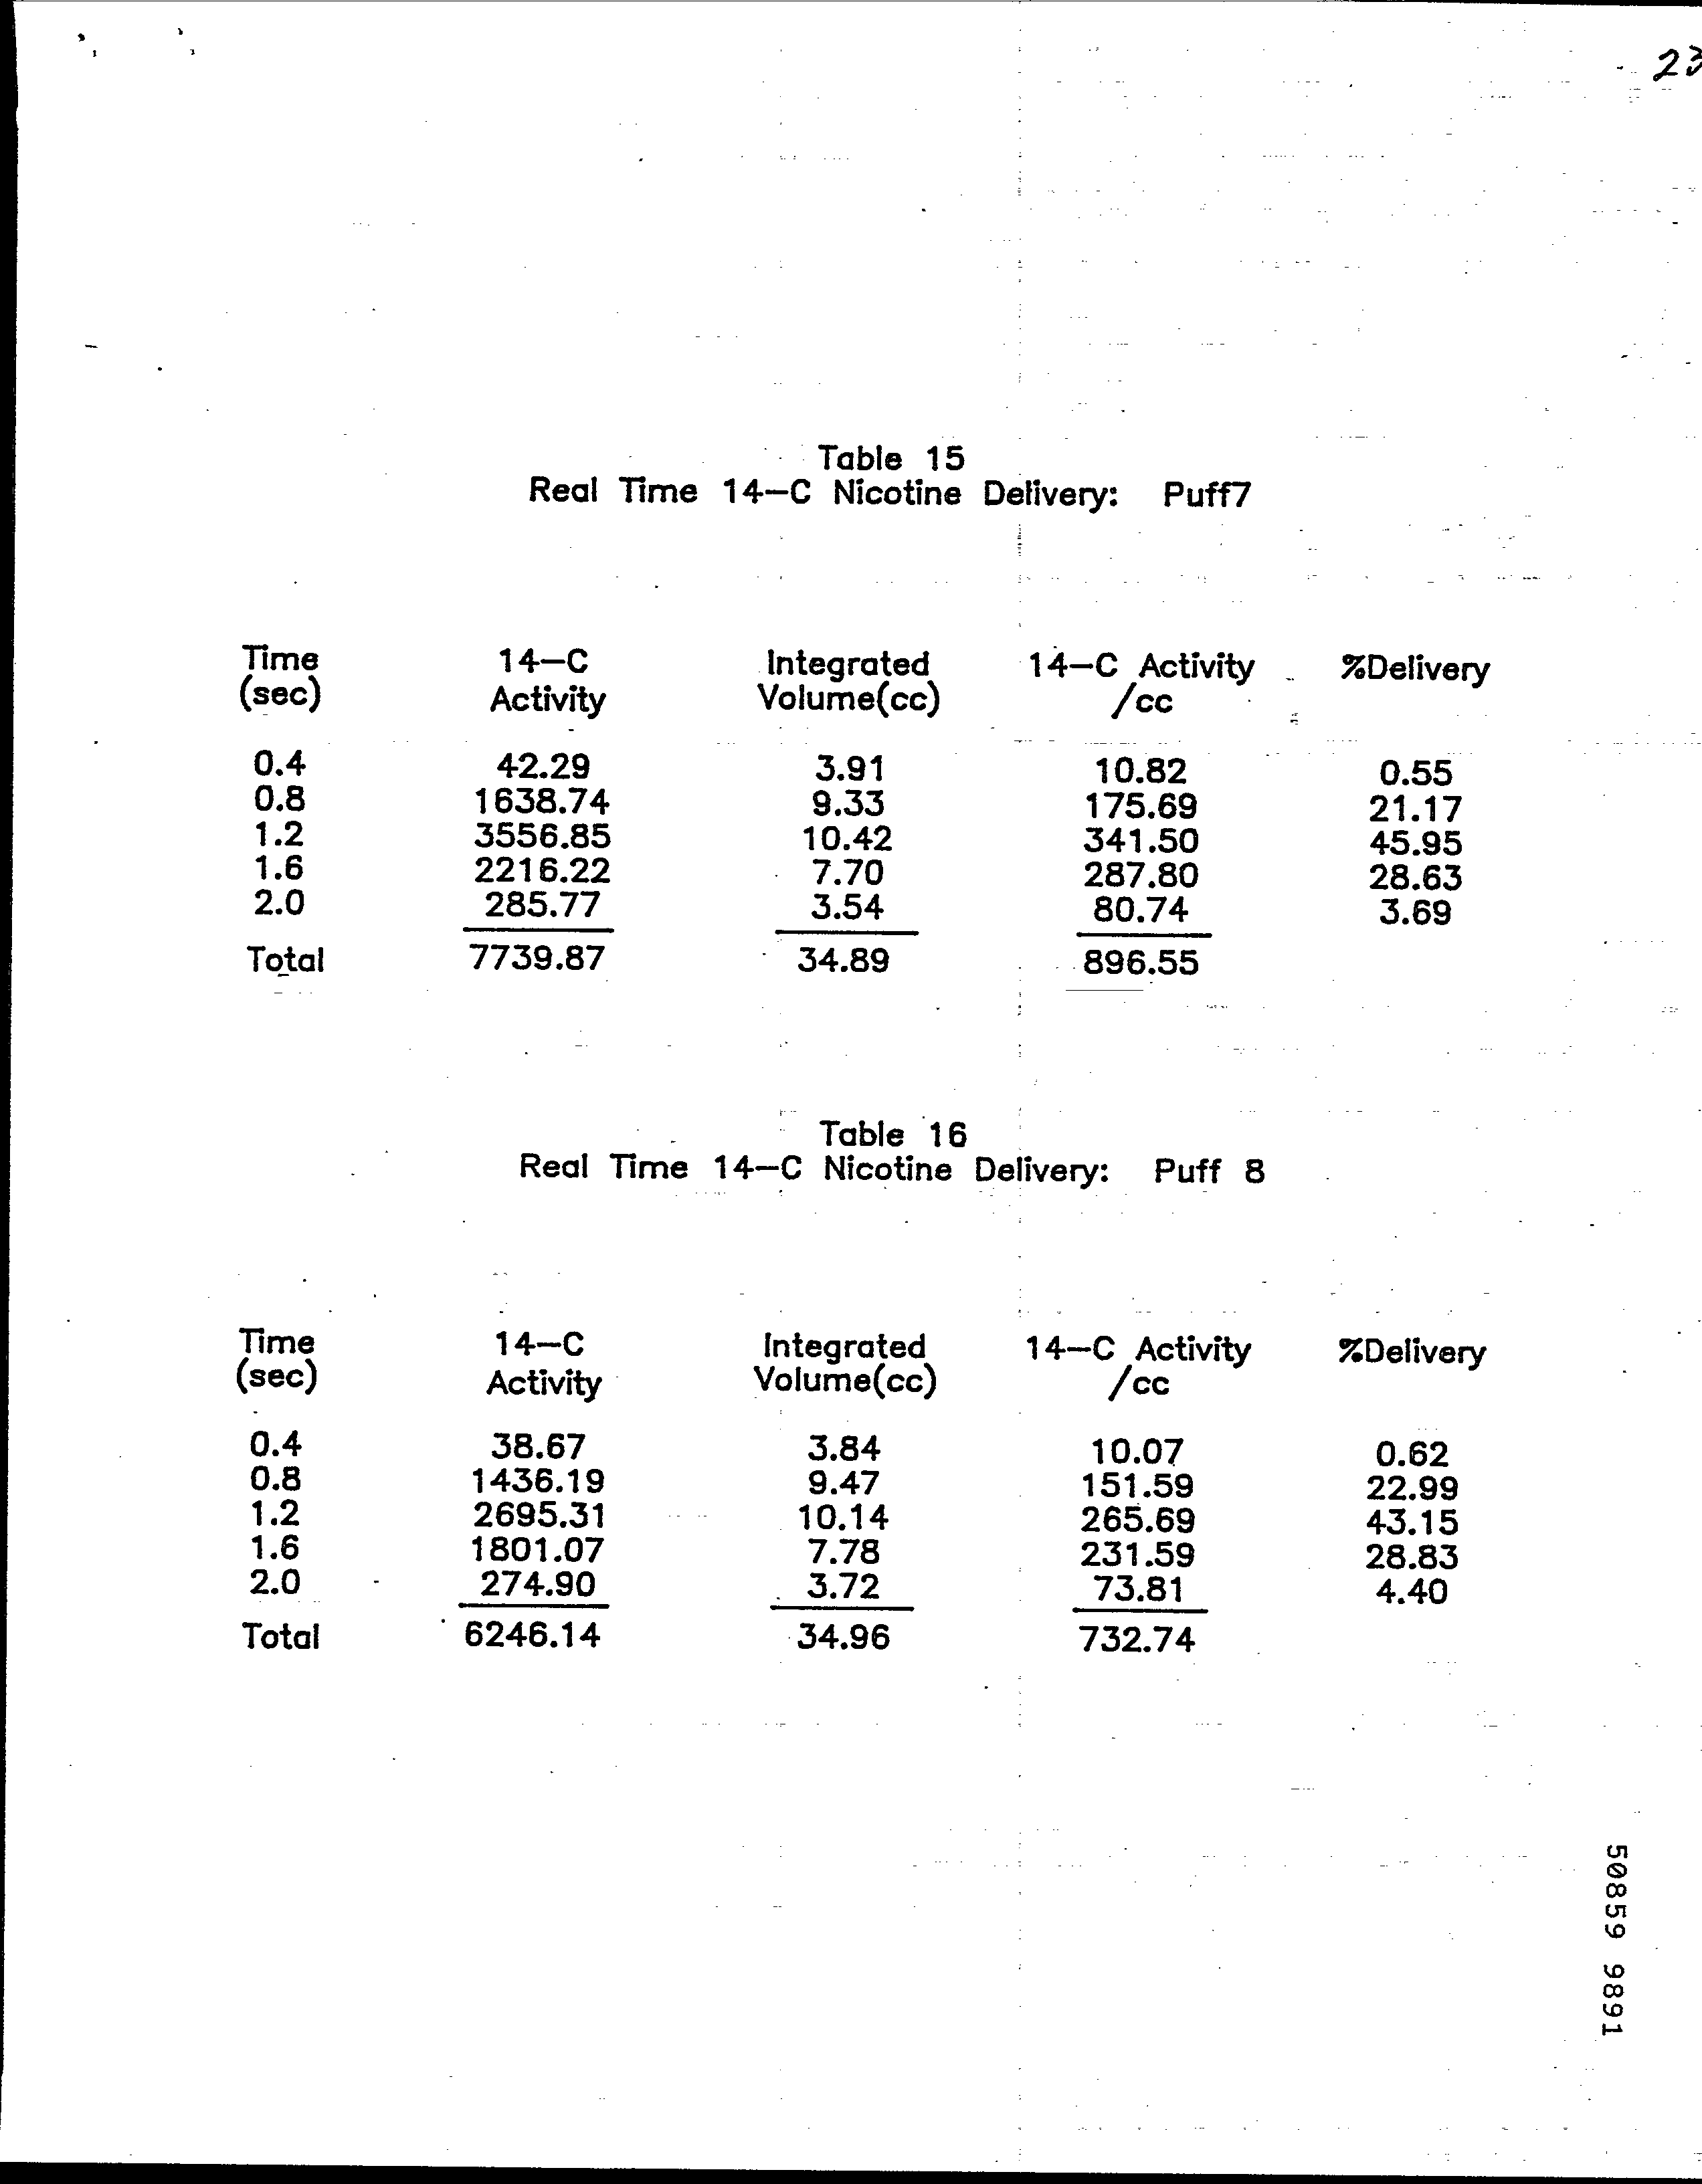 23
Table 15
Real Time 14-C Nicotine Delivery: Puff7
Time 14-C Integrated 14-C Activity %Delivery
(sec) Activity Volume(cc) /cc
0.4 42.29 3.91 10.82 0.55
0.8 1638.74 9.33 175.69 21.17
1.2 3556.85 10.42 341.50 45.95
1.6 2216.22 7.70 287.80 28.63
2.0 285.77 3.54 80.74 3.69
Total 7739.87 34.89 896.55
Table 16
Real Time 14-C Nicotine Delivery: Puff 8
Time 14-C Integrated 14-C Activity %Delivery
(sec) Activity Volume(cc) /cc
0.4 38.67 3.84 10.07 0.62
0.8 1436.19 9.47 151.59 22.99
1.2 2695.31 10.14 265.69 43.15
1.6 1801.07 7.78 231.59 28.83
2.0 274.90 3.72 73.81 4.40
Total 6246.14 34.96 732.74
50859 9891